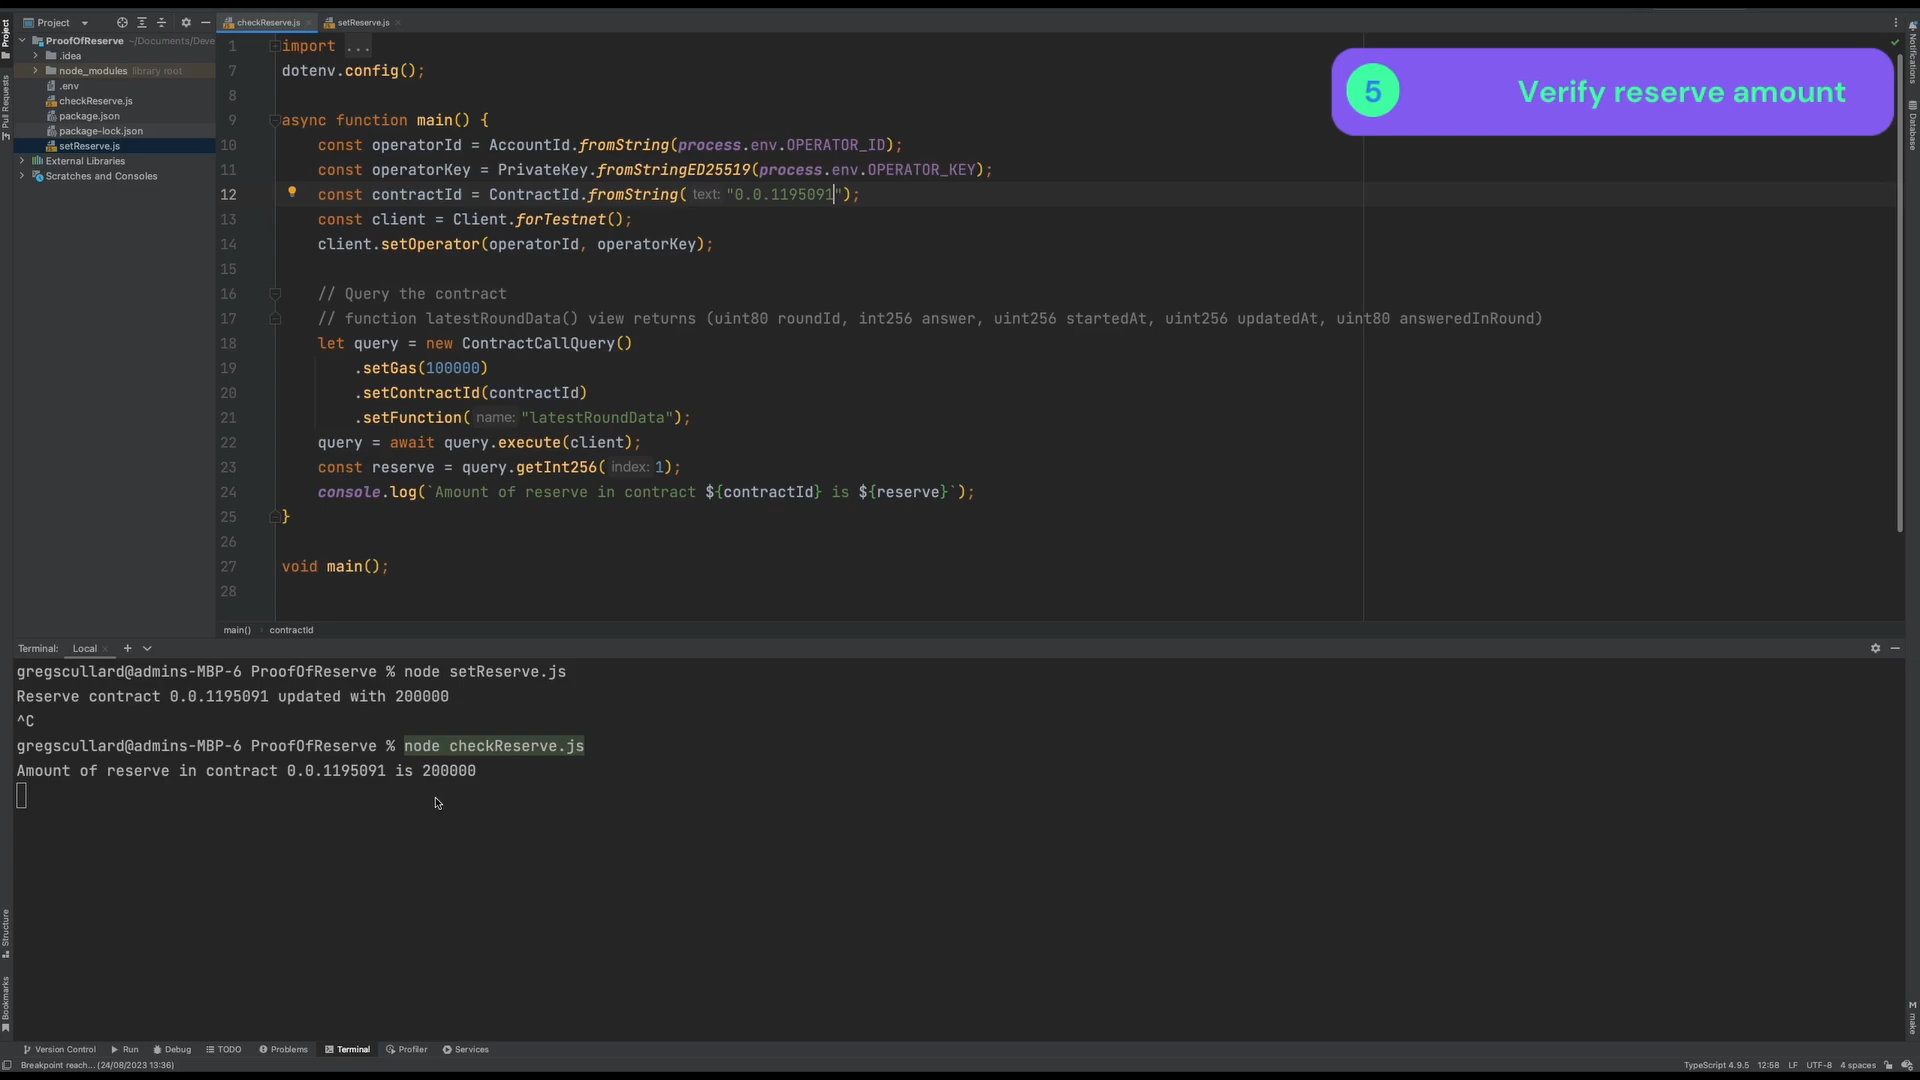 Project
checkReserve.js
setReserve.js
ProofOfReserve ~/Documents/Deve
.idea
node_modules library root
.env
checkReserve.js
package.json
package-lock.json
setReserve.js
External Libraries
Scratches and Consoles
Project
Pull Requests
Structure
Bookmarks
Notifications
Database
make
5
Verify reserve amount
1 import ...
7 dotenv.config();
8
9 async function main() {
10 const operatorId = AccountId.fromString(process.env.OPERATOR_ID);
11 const operatorKey = PrivateKey.fromStringED25519(process.env.OPERATOR_KEY);
12 const contractId = ContractId.fromString( text: "0.0.1195091");
13 const client = Client.forTestnet();
14 client.setOperator(operatorId, operatorKey);
15
16 // Query the contract
17 // function latestRoundData() view returns (uint80 roundId, int256 answer, uint256 startedAt, uint256 updatedAt, uint80 answeredInRound)
18 let query = new ContractCallQuery()
19 .setGas(100000)
20 .setContractId(contractId)
21 .setFunction( name: "latestRoundData");
22 query = await query.execute(client);
23 const reserve = query.getInt256( index: 1);
24 console.log(`Amount of reserve in contract ${contractId} is ${reserve}`);
25 }
26
27 void main();
28
main() › contractId
Terminal: Local
gregscullard@admins-MBP-6 ProofOfReserve % node setReserve.js
Reserve contract 0.0.1195091 updated with 200000
^C
gregscullard@admins-MBP-6 ProofOfReserve % node checkReserve.js
Amount of reserve in contract 0.0.1195091 is 200000
Version Control Run Debug TODO Problems Terminal Profiler Services
Breakpoint reach... (24/08/2023 13:36)
TypeScript 4.9.5 12:58 LF UTF-8 4 spaces